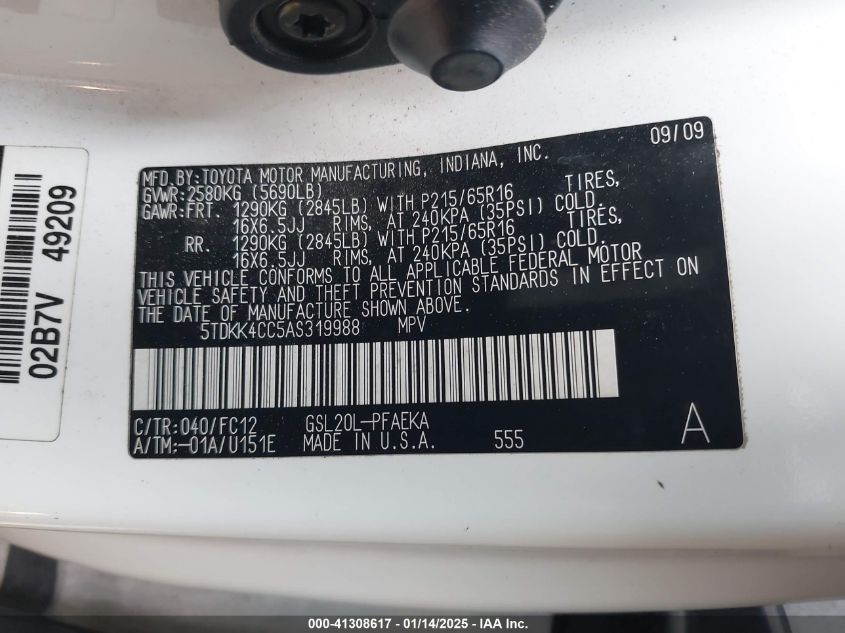 09/09
MFD.BY:TOYOTA MOTOR MANUFACTURING, INDIANA, INC.
GVWR:2580KG (5690LB)
GAWR:FRT. 1290KG (2845LB) WITH P215/65R16 TIRES,
16X6.5JJ RIMS, AT 240KPA (35PSI) COLD.
RR. 1290KG (2845LB) WITH P215/65R16 TIRES,
16X6.5JJ RIMS, AT 240KPA (35PSI) COLD.
THIS VEHICLE CONFORMS TO ALL APPLICABLE FEDERAL MOTOR
VEHICLE SAFETY AND THEFT PREVENTION STANDARDS IN EFFECT ON
THE DATE OF MANUFACTURE SHOWN ABOVE.
5TDKK4CC5AS319988 MPV
C/TR:040/FC12 GSL20L-PFAEKA
A/TM:-01A/U151E MADE IN U.S.A. 555 A
02B7V 49209
000-41308617 - 01/14/2025 - IAA Inc.